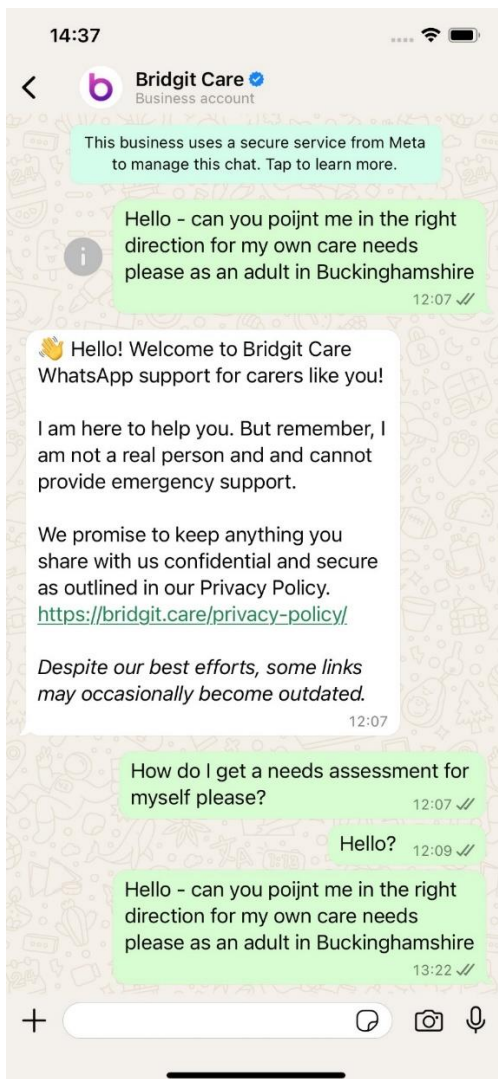 14:37
Bridgit Care
Business account
This business uses a secure service from Meta
to manage this chat. Tap to learn more.
Hello - can you poijnt me in the right
direction for my own care needs
please as an adult in Buckinghamshire
12:07
👋 Hello! Welcome to Bridgit Care
WhatsApp support for carers like you!
I am here to help you. But remember, I
am not a real person and and cannot
provide emergency support.
We promise to keep anything you
share with us confidential and secure
as outlined in our Privacy Policy.
https://bridgit.care/privacy-policy/
Despite our best efforts, some links
may occasionally become outdated.
12:07
How do I get a needs assessment for
myself please?
12:07
Hello?
12:09
Hello - can you poijnt me in the right
direction for my own care needs
please as an adult in Buckinghamshire
13:22